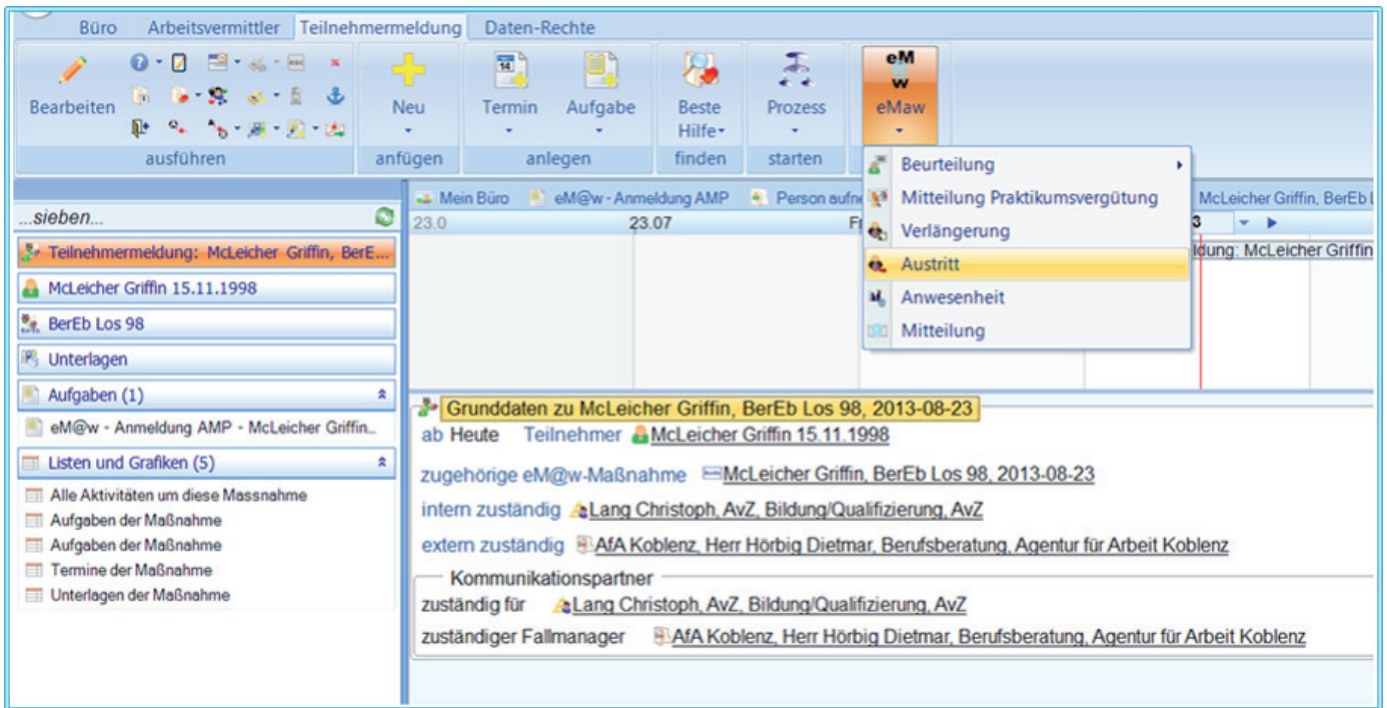 Büro Arbeitsvermittler Teilnehmermeldung Daten-Rechte
Bearbeiten
Neu
Termin
Aufgabe
Beste Hilfe
Prozess
eM w
eMaw
ausführen anfügen anlegen finden starten
Beurteilung
Mitteilung Praktikumsvergütung
Verlängerung
Austritt
Anwesenheit
Mitteilung
...sieben...
Teilnehmermeldung: McLeicher Griffin, BerE...
McLeicher Griffin 15.11.1998
BerEb Los 98
Unterlagen
Aufgaben (1)
eM@w - Anmeldung AMP - McLeicher Griffin...
Listen und Grafiken (5)
Alle Aktivitäten um diese Massnahme
Aufgaben der Maßnahme
Aufgaben der Maßnahme
Termine der Maßnahme
Unterlagen der Maßnahme
Mein Büro eM@w - Anmeldung AMP Person aufne McLeicher Griffin, BerEb L
23.0 23.07 Fr 3
ldung: McLeicher Griffin
Grunddaten zu McLeicher Griffin, BerEb Los 98, 2013-08-23
ab Heute Teilnehmer McLeicher Griffin 15.11.1998
zugehörige eM@w-Maßnahme McLeicher Griffin, BerEb Los 98, 2013-08-23
intern zuständig Lang Christoph, AvZ, Bildung/Qualifizierung, AvZ
extern zuständig AfA Koblenz, Herr Hörbig Dietmar, Berufsberatung, Agentur für Arbeit Koblenz
Kommunikationspartner
zuständig für Lang Christoph, AvZ, Bildung/Qualifizierung, AvZ
zuständiger Fallmanager AfA Koblenz, Herr Hörbig Dietmar, Berufsberatung, Agentur für Arbeit Koblenz